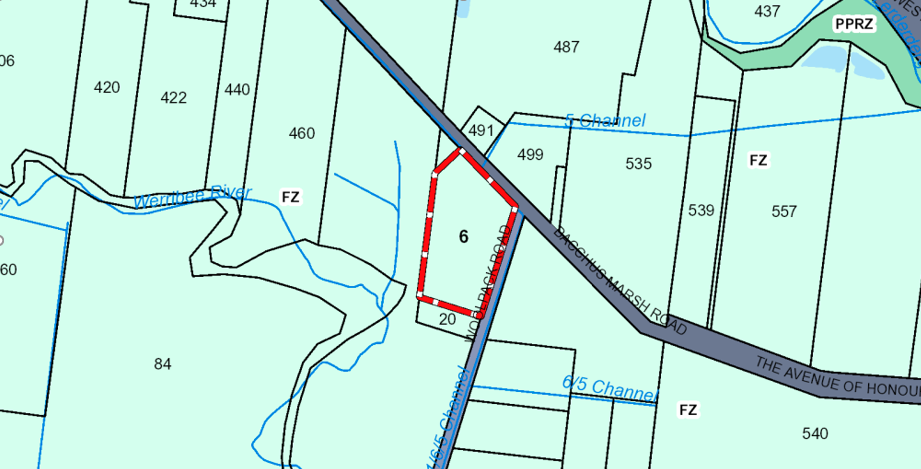 434
437
PPRZ
487
06
420
422
440
460
491
5 Channel
499
535
FZ
Werribee River
FZ
539
557
6
WOOLPACK ROAD
BACCHUS MARSH ROAD
60
20
84
THE AVENUE OF HONOU
6/5 Channel
1/6/5 Channel
FZ
540